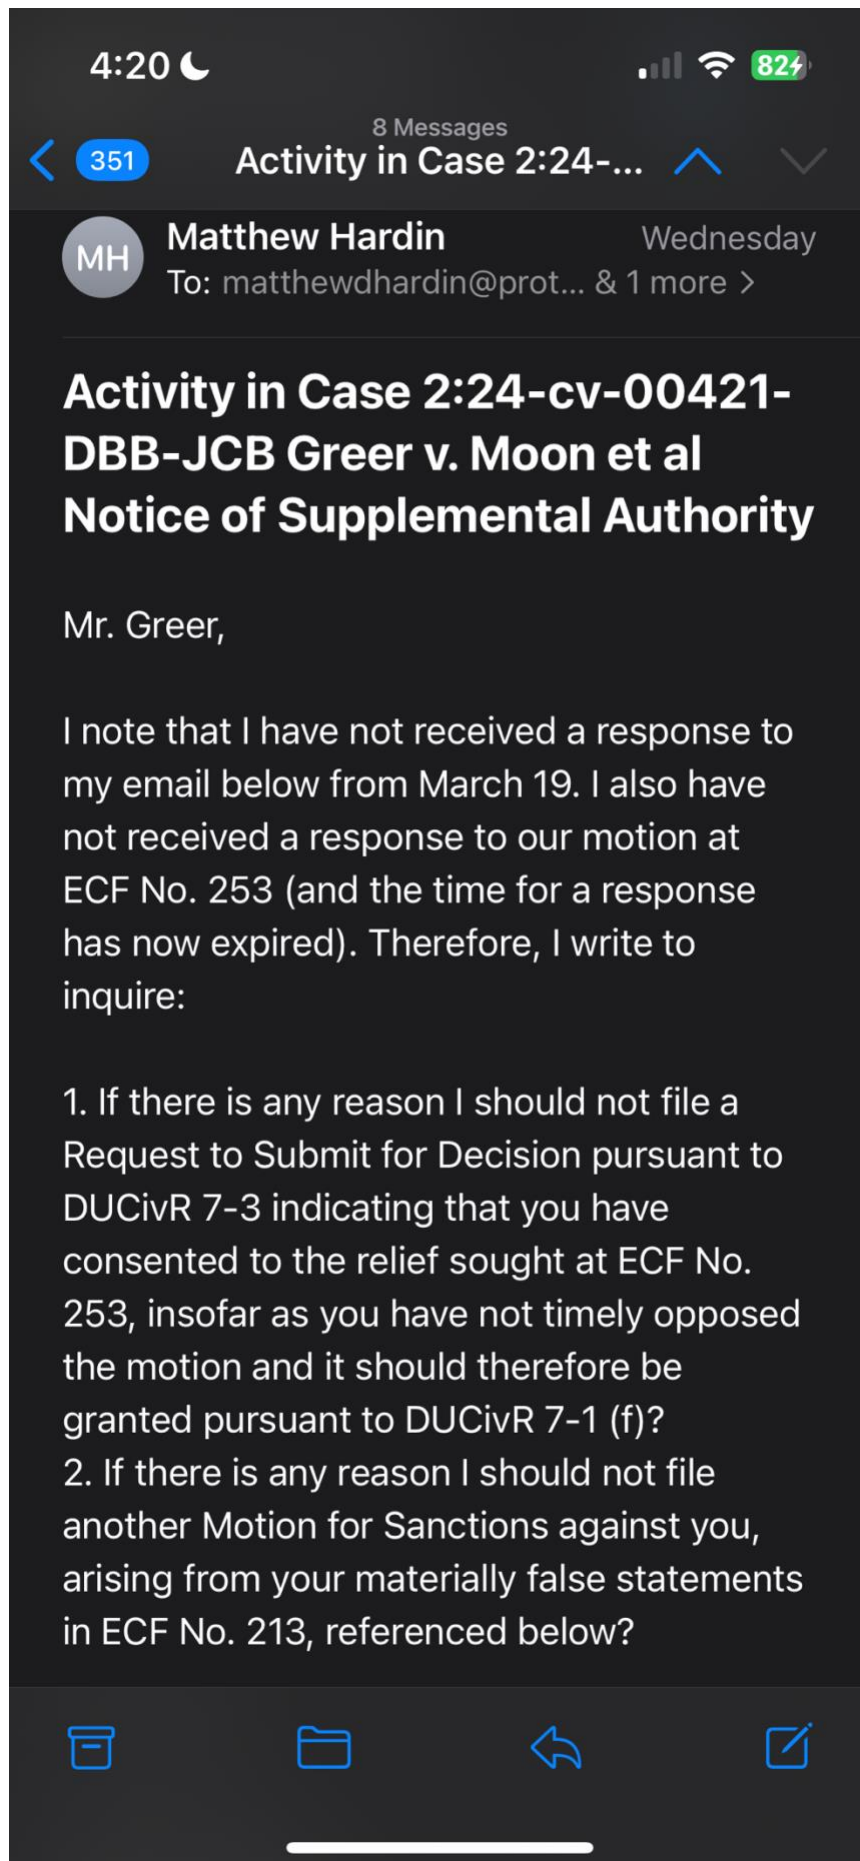 4:20
82
8 Messages
351
Activity in Case 2:24-...
MH
Matthew Hardin
Wednesday
To: matthewdhardin@prot... & 1 more >
Activity in Case 2:24-cv-00421-
DBB-JCB Greer v. Moon et al
Notice of Supplemental Authority
Mr. Greer,
I note that I have not received a response to
my email below from March 19. I also have
not received a response to our motion at
ECF No. 253 (and the time for a response
has now expired). Therefore, I write to
inquire:
1. If there is any reason I should not file a
Request to Submit for Decision pursuant to
DUCivR 7-3 indicating that you have
consented to the relief sought at ECF No.
253, insofar as you have not timely opposed
the motion and it should therefore be
granted pursuant to DUCivR 7-1 (f)?
2. If there is any reason I should not file
another Motion for Sanctions against you,
arising from your materially false statements
in ECF No. 213, referenced below?